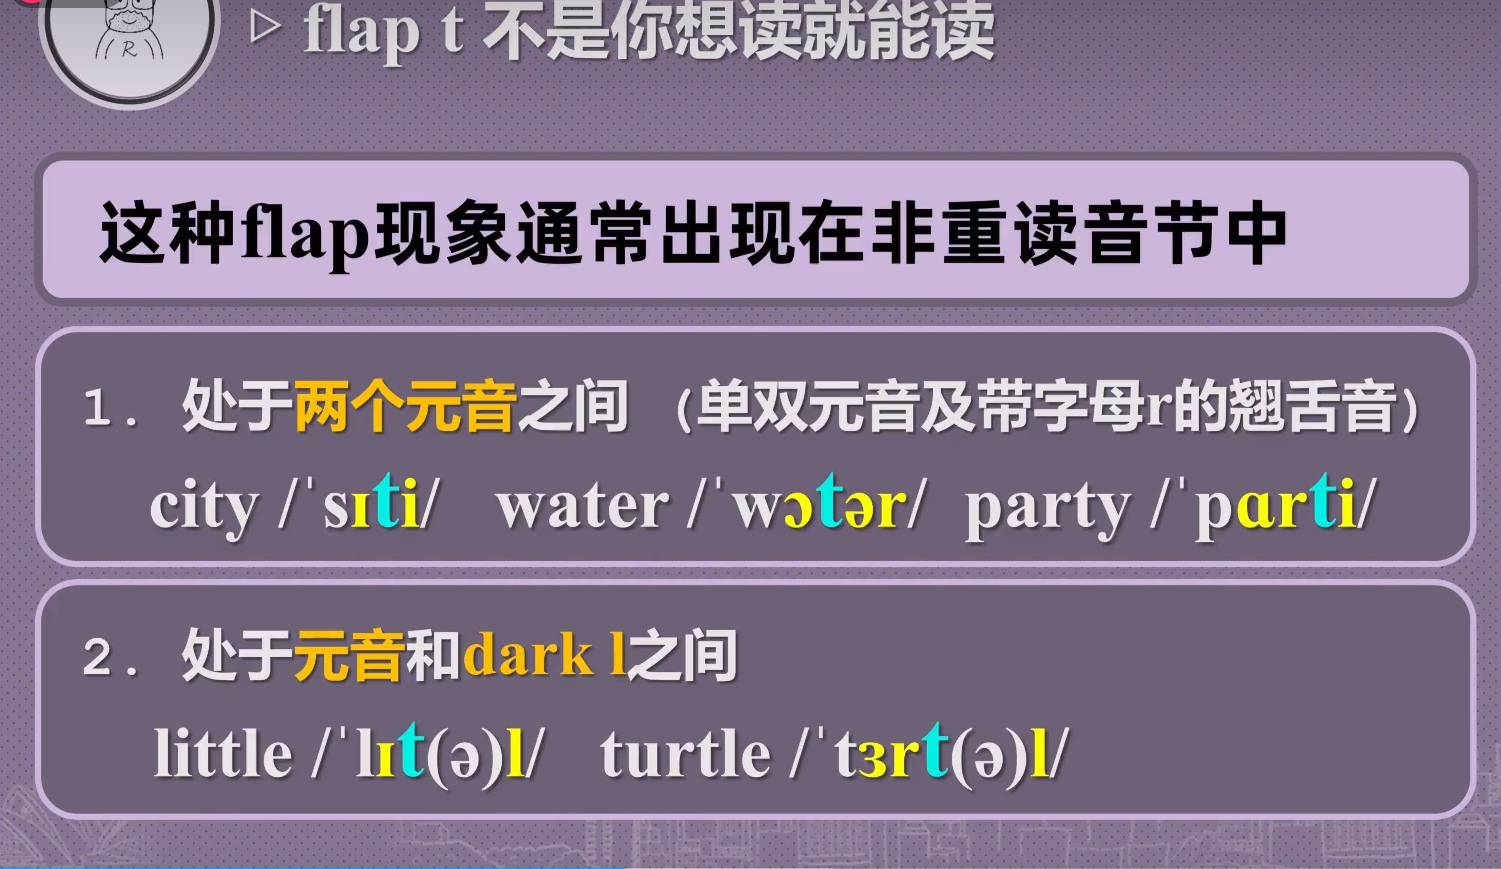 R
▷ flap t 不是你想读就能读
这种flap现象通常出现在非重读音节中
1. 处于两个元音之间 (单双元音及带字母r的翘舌音)
city /ˈsɪti/ water /ˈwɔtər/ party /ˈpɑrti/
2. 处于元音和dark l之间
little /ˈlɪt(ə)l/ turtle /ˈtɜrt(ə)l/